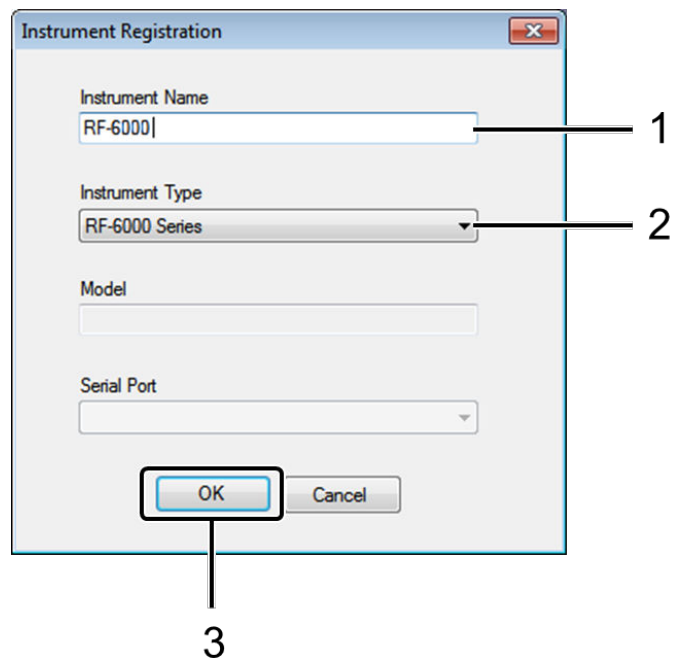 Instrument Registration
Instrument Name
RF-6000
1
Instrument Type
RF-6000 Series
2
Model
Serial Port
OK
Cancel
3